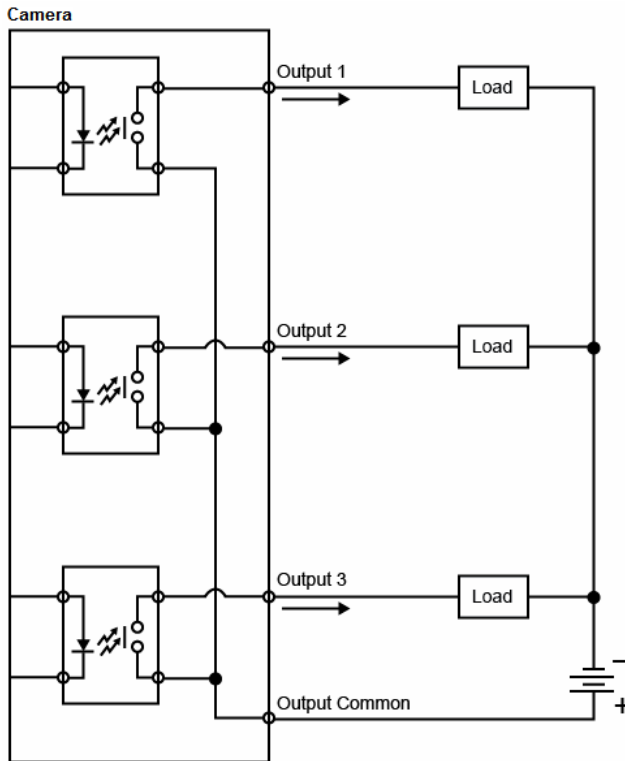 Camera
Output 1
Load
Output 2
Load
Output 3
Load
−
Output Common
+